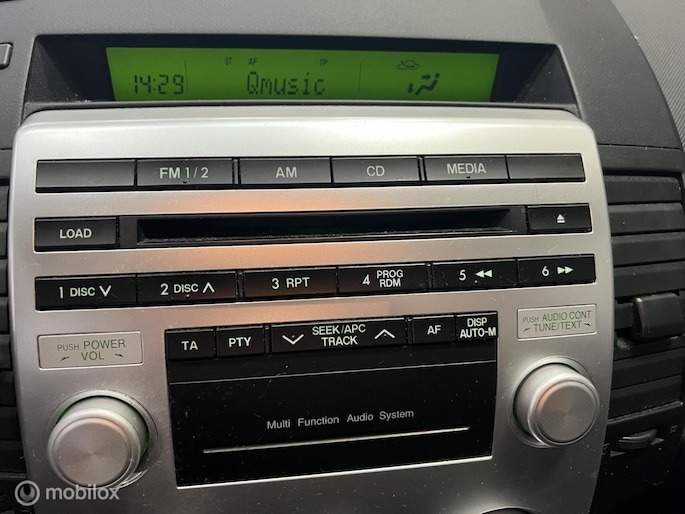 ST AF TP
14:29 Qmusic
FM 1/2 AM CD MEDIA
LOAD
1 DISC ∨ 2 DISC ∧ 3 RPT 4 PROG RDM 5 ◀◀ 6 ▶▶
PUSH POWER
VOL
TA PTY SEEK/APC TRACK AF DISP AUTO-M
PUSH AUDIO CONT
TUNE/TEXT
Multi Function Audio System
© mobilox